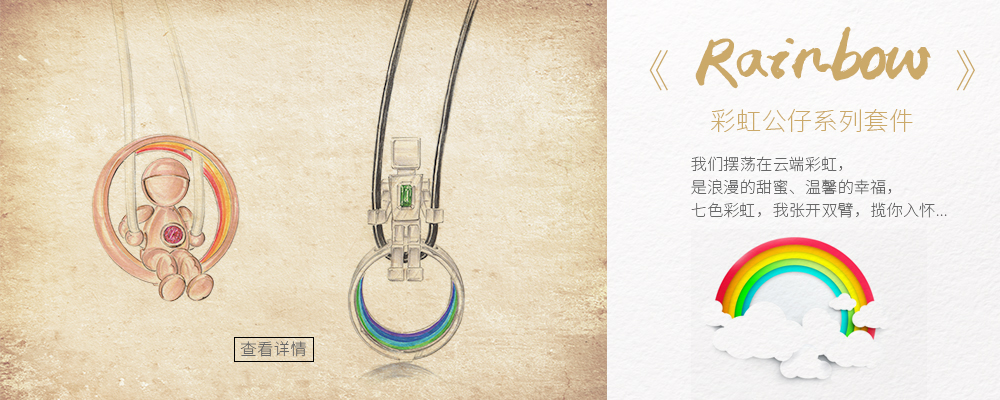 查看详情
《 Rainbow 》
彩虹公仔系列套件
我们摆荡在云端彩虹，
是浪漫的甜蜜、温馨的幸福，
七色彩虹，我张开双臂，揽你入怀...